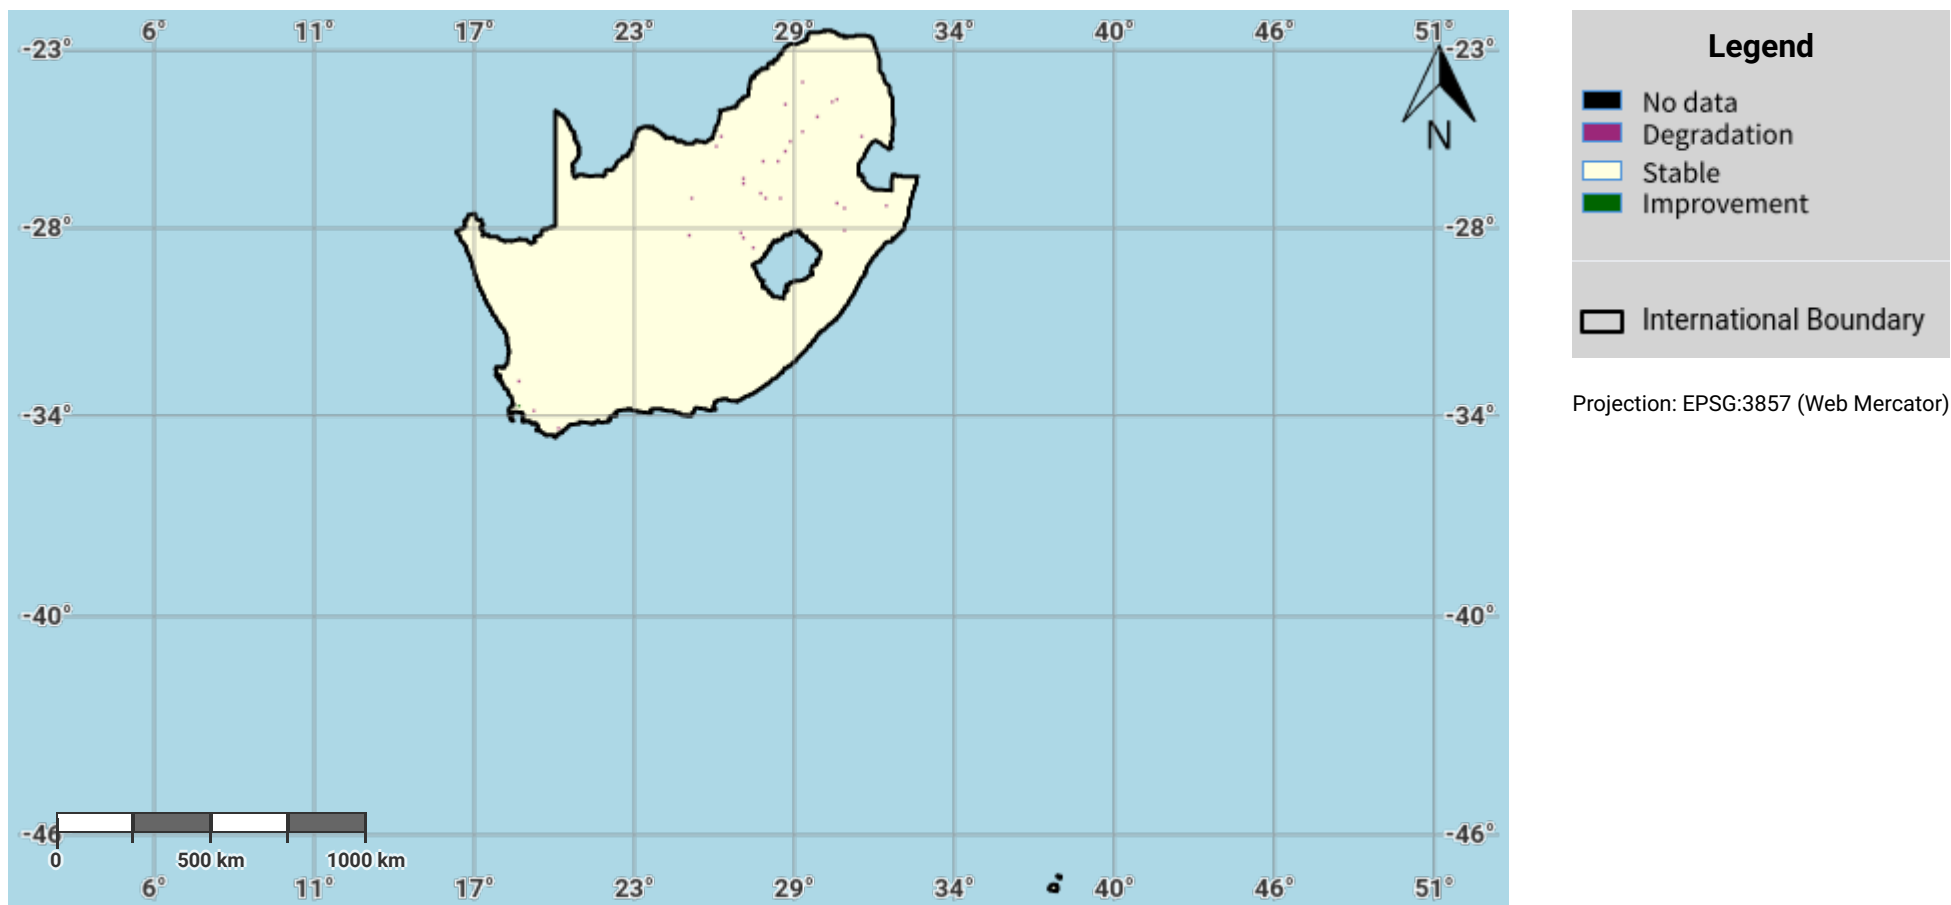 6° 11° 17° 23° 29° 34° 40° 46° 51°
-23° -23°
N
-28° -28°
-34° -34°
-40° -40°
-46 -46°
0 500 km 1000 km
6° 11° 17° 23° 29° 34° 40° 46° 51°
Legend
No data
Degradation
Stable
Improvement
International Boundary
Projection: EPSG:3857 (Web Mercator)